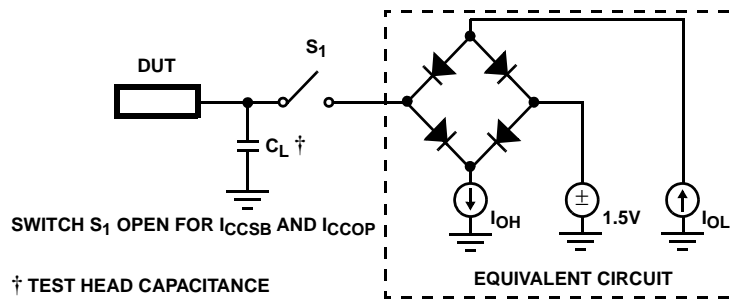 S1
DUT
CL †
IOH
±
1.5V
IOL
SWITCH S1 OPEN FOR ICCSB AND ICCOP
† TEST HEAD CAPACITANCE
EQUIVALENT CIRCUIT